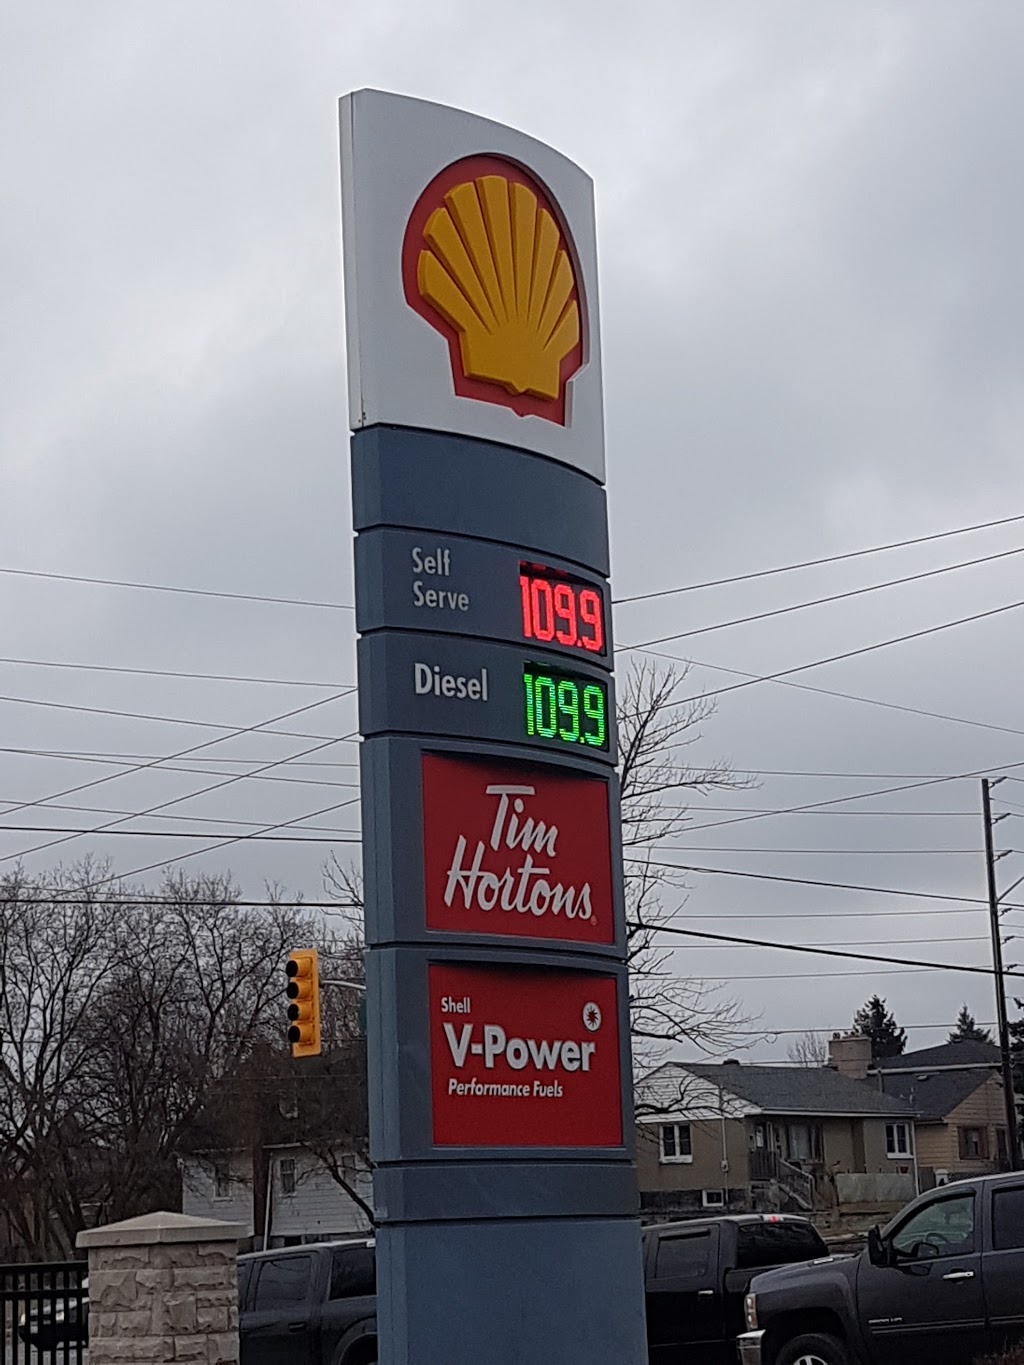 Self
Serve
109.9
Diesel
109.9
Tim
Hortons
Shell
V-Power
Performance Fuels